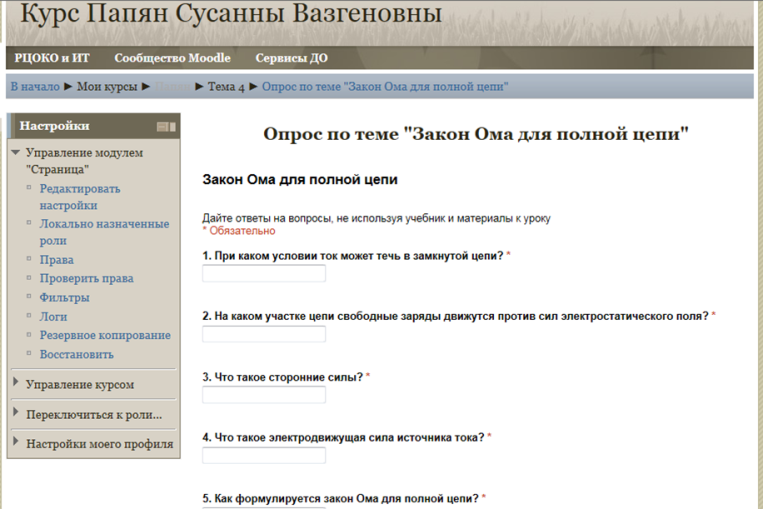 Курс Папян Сусанны Вазгеновны
РЦОКО и ИТ Сообщество Moodle Сервисы ДО
В начало ► Мои курсы ► ► Тема 4 ► Опрос по теме "Закон Ома для полной цепи"
Настройки
Управление модулем
"Страница"
Редактировать
настройки
Локально назначенные
роли
Права
Проверить права
Фильтры
Логи
Резервное копирование
Восстановить
Управление курсом
Переключиться к роли...
Настройки моего профиля
Опрос по теме "Закон Ома для полной цепи"
Закон Ома для полной цепи
Дайте ответы на вопросы, не используя учебник и материалы к уроку
* Обязательно
1. При каком условии ток может течь в замкнутой цепи? *
2. На каком участке цепи свободные заряды движутся против сил электростатического поля? *
3. Что такое сторонние силы? *
4. Что такое электродвижущая сила источника тока? *
5. Как формулируется закон Ома для полной цепи? *